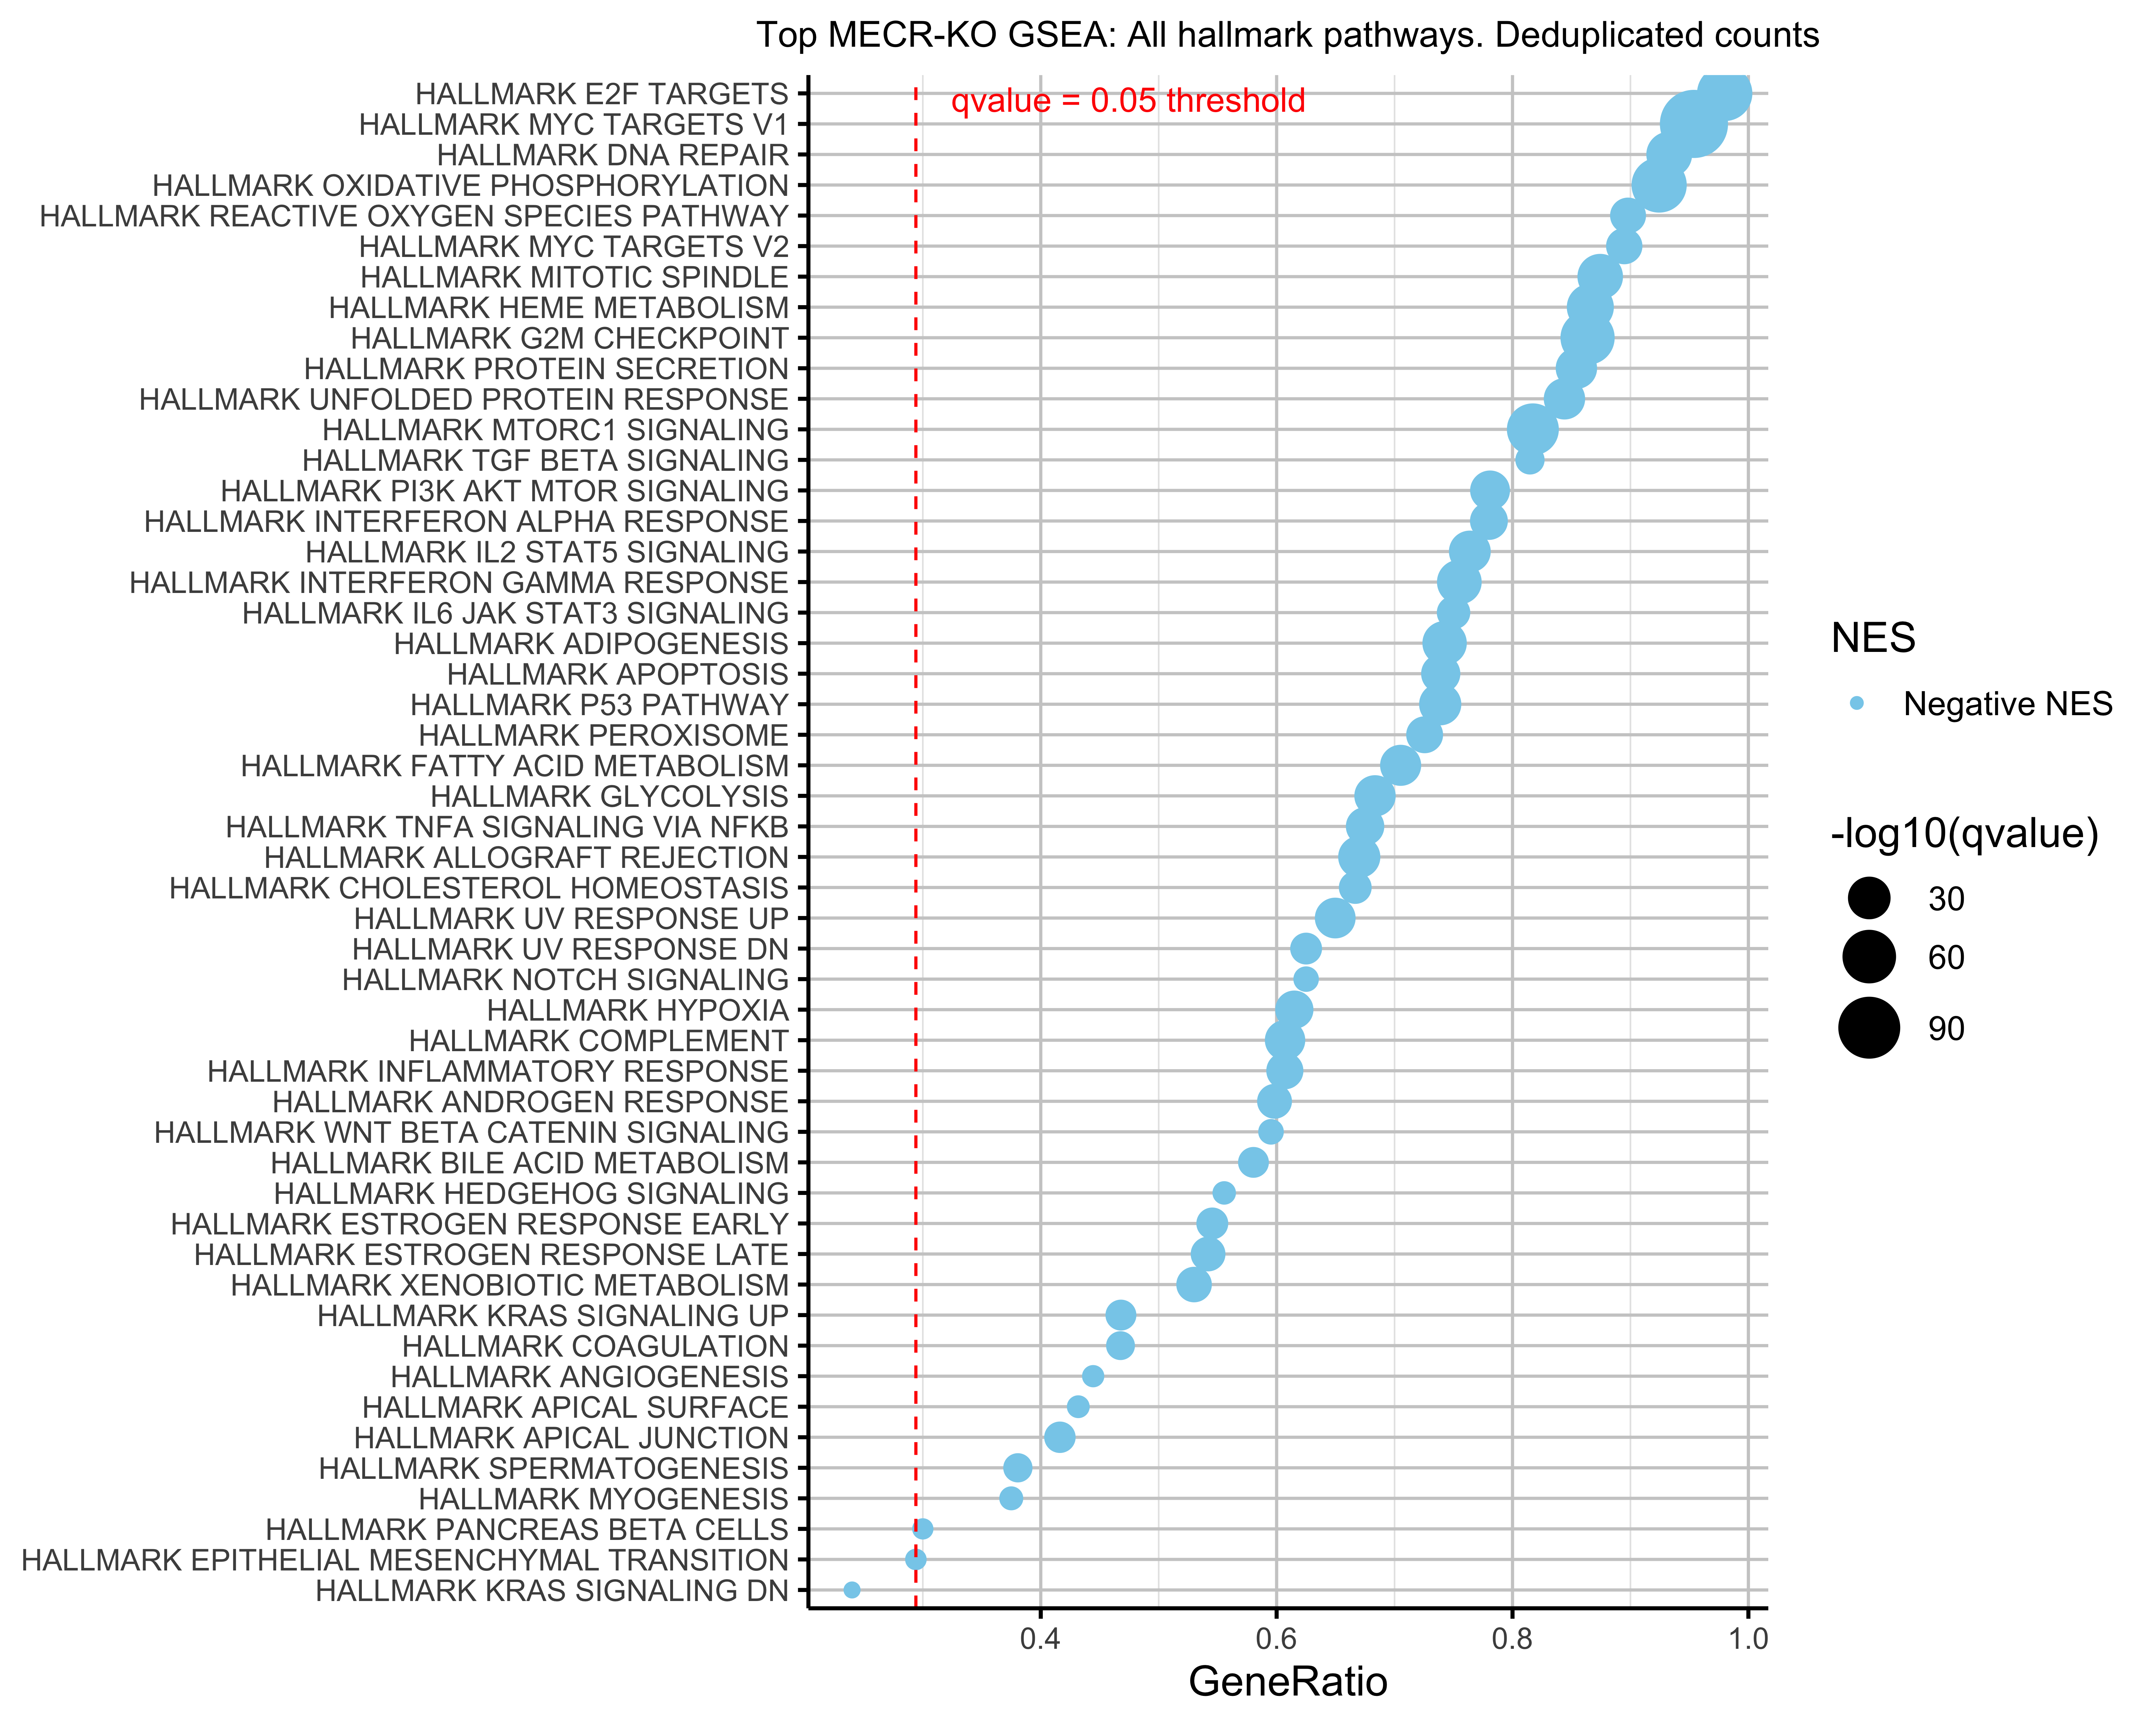 Top MECR-KO GSEA: All hallmark pathways. Deduplicated counts
HALLMARK E2F TARGETS
qvalue = 0.05 threshold
HALLMARK MYC TARGETS V1
HALLMARK DNA REPAIR
HALLMARK OXIDATIVE PHOSPHORYLATION
HALLMARK REACTIVE OXYGEN SPECIES PATHWAY
HALLMARK MYC TARGETS V2
HALLMARK MITOTIC SPINDLE
HALLMARK HEME METABOLISM
HALLMARK G2M CHECKPOINT
HALLMARK PROTEIN SECRETION
HALLMARK UNFOLDED PROTEIN RESPONSE
HALLMARK MTORC1 SIGNALING
HALLMARK TGF BETA SIGNALING
HALLMARK PI3K AKT MTOR SIGNALING
HALLMARK INTERFERON ALPHA RESPONSE
HALLMARK IL2 STAT5 SIGNALING
HALLMARK INTERFERON GAMMA RESPONSE
HALLMARK IL6 JAK STAT3 SIGNALING
HALLMARK ADIPOGENESIS
HALLMARK APOPTOSIS
HALLMARK P53 PATHWAY
HALLMARK PEROXISOME
HALLMARK FATTY ACID METABOLISM
HALLMARK GLYCOLYSIS
HALLMARK TNFA SIGNALING VIA NFKB
HALLMARK ALLOGRAFT REJECTION
HALLMARK CHOLESTEROL HOMEOSTASIS
HALLMARK UV RESPONSE UP
HALLMARK UV RESPONSE DN
HALLMARK NOTCH SIGNALING
HALLMARK HYPOXIA
HALLMARK COMPLEMENT
HALLMARK INFLAMMATORY RESPONSE
HALLMARK ANDROGEN RESPONSE
HALLMARK WNT BETA CATENIN SIGNALING
HALLMARK BILE ACID METABOLISM
HALLMARK HEDGEHOG SIGNALING
HALLMARK ESTROGEN RESPONSE EARLY
HALLMARK ESTROGEN RESPONSE LATE
HALLMARK XENOBIOTIC METABOLISM
HALLMARK KRAS SIGNALING UP
HALLMARK COAGULATION
HALLMARK ANGIOGENESIS
HALLMARK APICAL SURFACE
HALLMARK APICAL JUNCTION
HALLMARK SPERMATOGENESIS
HALLMARK MYOGENESIS
HALLMARK PANCREAS BETA CELLS
HALLMARK EPITHELIAL MESENCHYMAL TRANSITION
HALLMARK KRAS SIGNALING DN
0.4 0.6 0.8 1.0
GeneRatio
NES
Negative NES
-log10(qvalue)
30
60
90